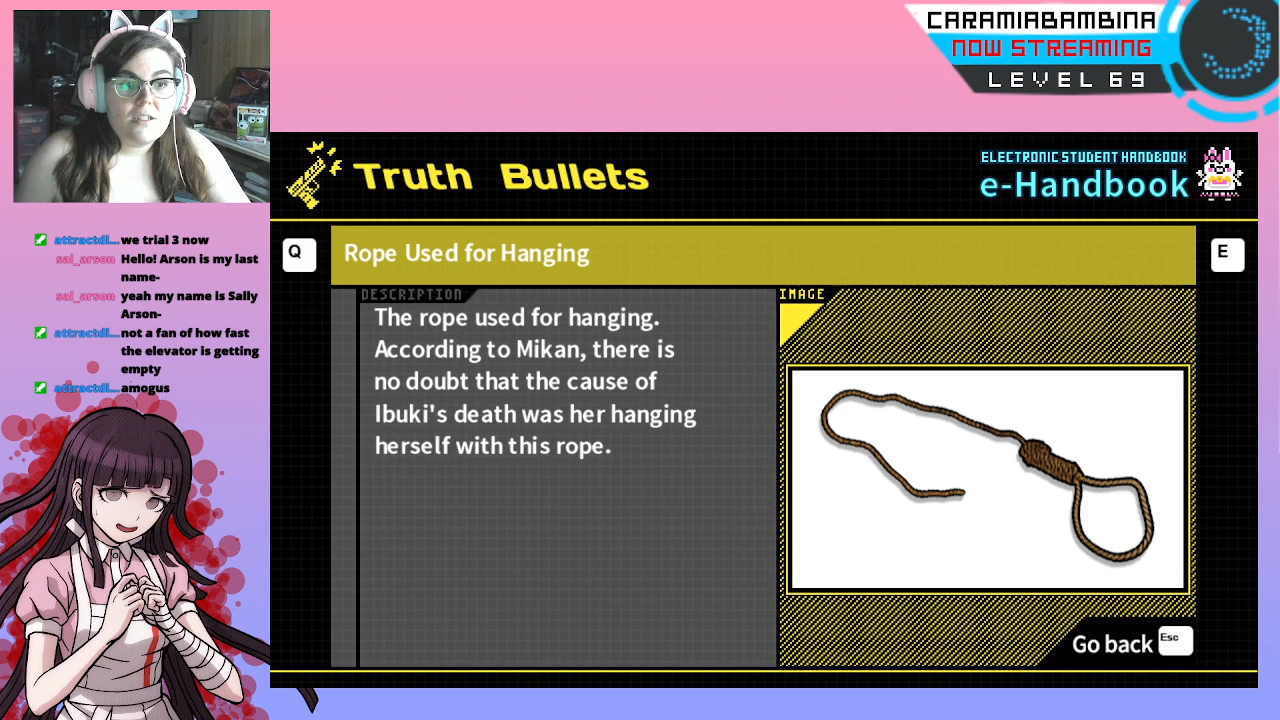 CARAMIABAMBINA
NOW STREAMING
LEVEL 69
Truth Bullets
ELECTRONIC STUDENT HANDBOOK
e-Handbook
Q
Rope Used for Hanging
E
DESCRIPTION
IMAGE
The rope used for hanging.
According to Mikan, there is
no doubt that the cause of
Ibuki's death was her hanging
herself with this rope.
Go back Esc
attractdl... we trial 3 now
sal_arson Hello! Arson is my last
name-
sal_arson yeah my name is Sally
Arson-
attractdl... not a fan of how fast
the elevator is getting
empty
attractdl... amogus